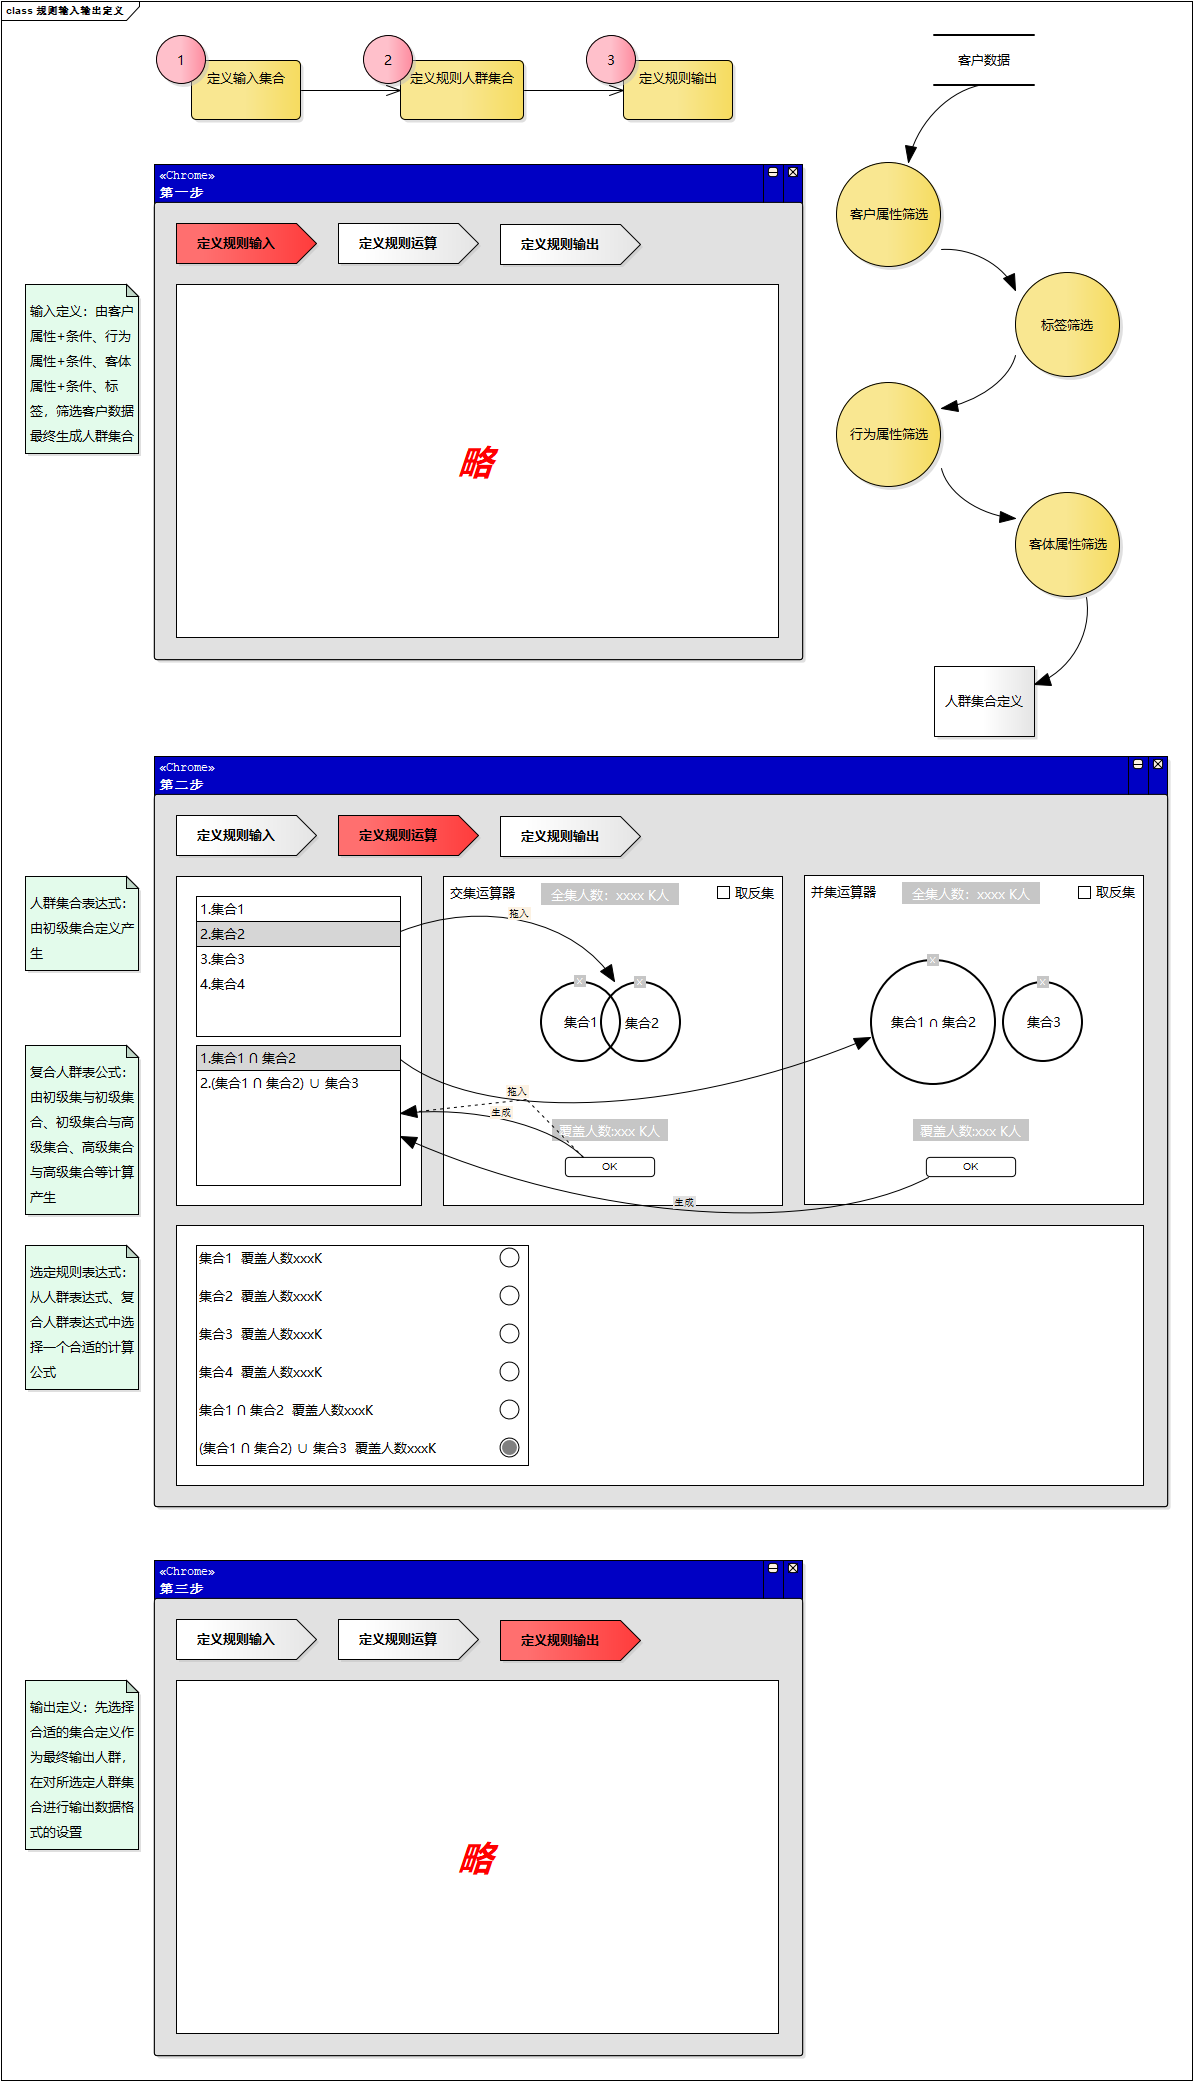 class 规则输入输出定义
1
定义输入集合
2
定义规则人群集合
3
定义规则输出
客户数据
客户属性筛选
标签筛选
行为属性筛选
客体属性筛选
人群集合定义
«Chrome»
第一步
定义规则输入
定义规则运算
定义规则输出
略
输入定义：由客户
属性+条件、行为
属性+条件、客体
属性+条件、标
签，筛选客户数据
最终生成人群集合
«Chrome»
第二步
定义规则输入
定义规则运算
定义规则输出
人群集合表达式：
由初级集合定义产
生
1.集合1
2.集合2
3.集合3
4.集合4
交集运算器
全集人数：xxxx K人
取反集
拖入
集合1
集合2
并集运算器
全集人数：xxxx K人
取反集
集合1 ∩ 集合2
集合3
复合人群表公式：
由初级集与初级集
合、初级集合与高
级集合、高级集合
与高级集合等计算
产生
1.集合1 ∩ 集合2
2.(集合1 ∩ 集合2) ∪ 集合3
拖入
生成
覆盖人数:xxx K人
OK
覆盖人数:xxx K人
OK
生成
选定规则表达式：
从人群表达式、复
合人群表达式中选
择一个合适的计算
公式
集合1 覆盖人数xxxK
集合2 覆盖人数xxxK
集合3 覆盖人数xxxK
集合4 覆盖人数xxxK
集合1 ∩ 集合2 覆盖人数xxxK
(集合1 ∩ 集合2) ∪ 集合3 覆盖人数xxxK
«Chrome»
第三步
定义规则输入
定义规则运算
定义规则输出
略
输出定义：先选择
合适的集合定义作
为最终输出人群，
在对所选定人群集
合进行输出数据格
式的设置